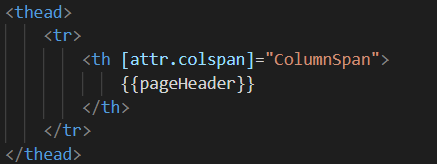 <thead>
<tr>
<th [attr.colspan]="ColumnSpan">
{{pageHeader}}
</th>
</tr>
</thead>